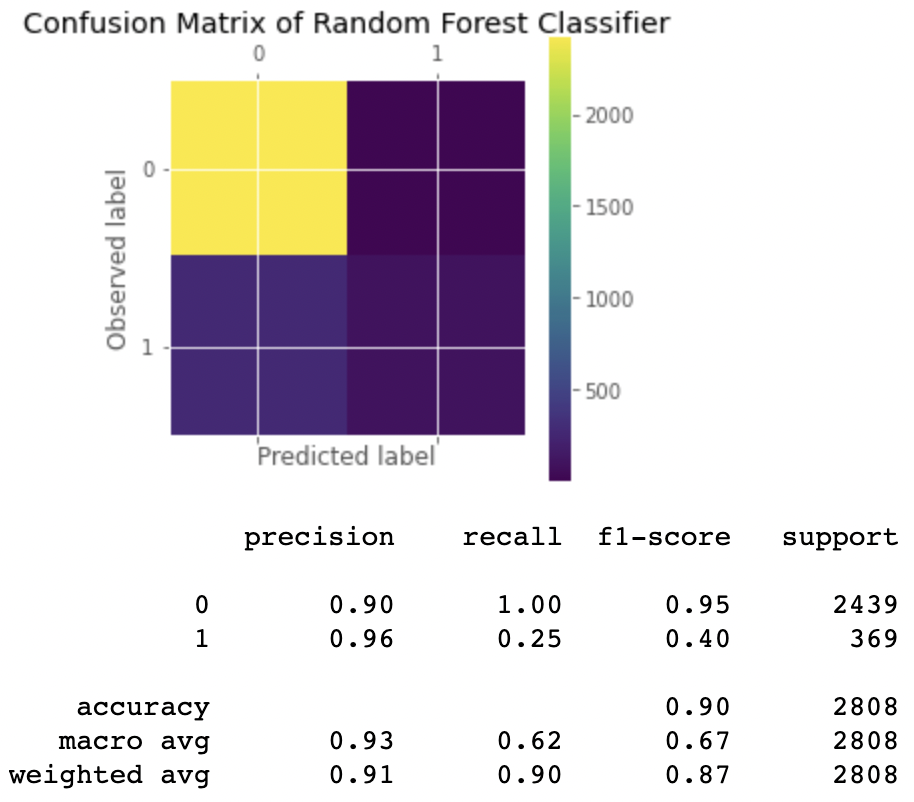 Confusion Matrix of Random Forest Classifier
0 1
2000
0
1500
Observed label
1000
1
500
Predicted label
precision recall f1-score support
0 0.90 1.00 0.95 2439
1 0.96 0.25 0.40 369
accuracy 0.90 2808
macro avg 0.93 0.62 0.67 2808
weighted avg 0.91 0.90 0.87 2808